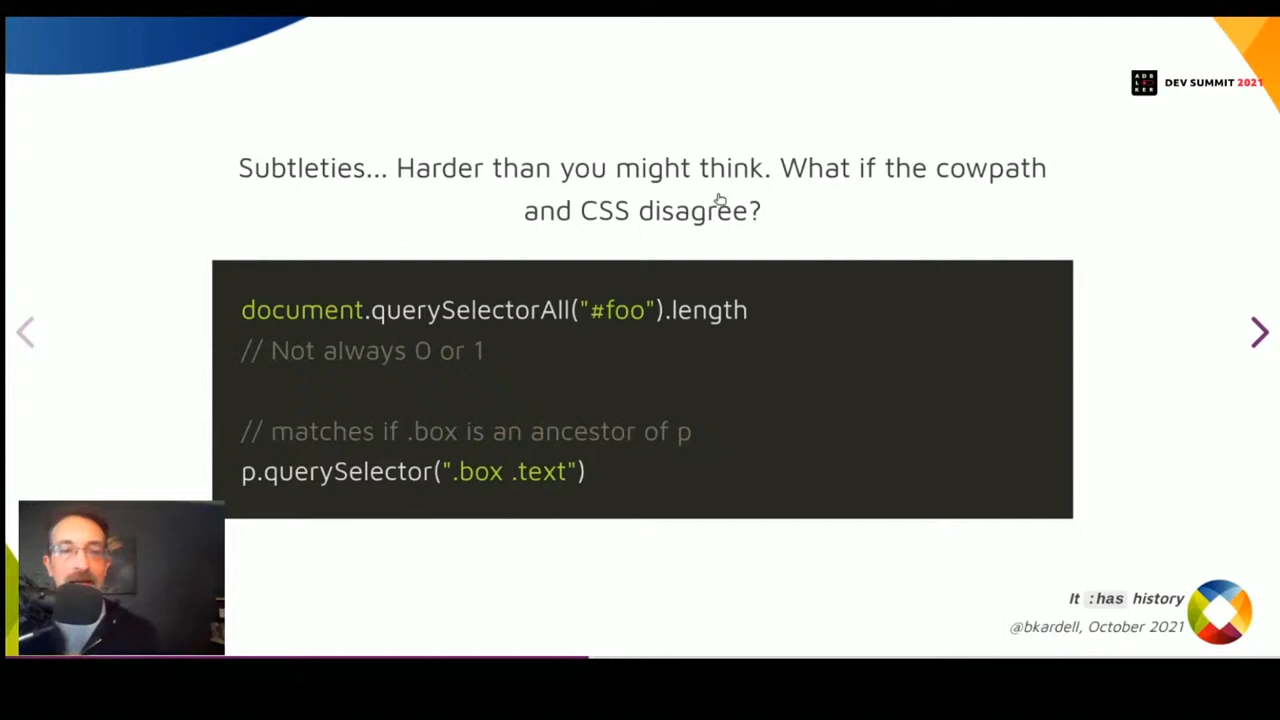 ADB
L KER
DEV SUMMIT 2021
Subtleties... Harder than you might think. What if the cowpath
and CSS disagree?
document.querySelectorAll("#foo").length
// Not always 0 or 1
// matches if .box is an ancestor of p
p.querySelector(".box .text")
It :has history
@bkardell, October 2021